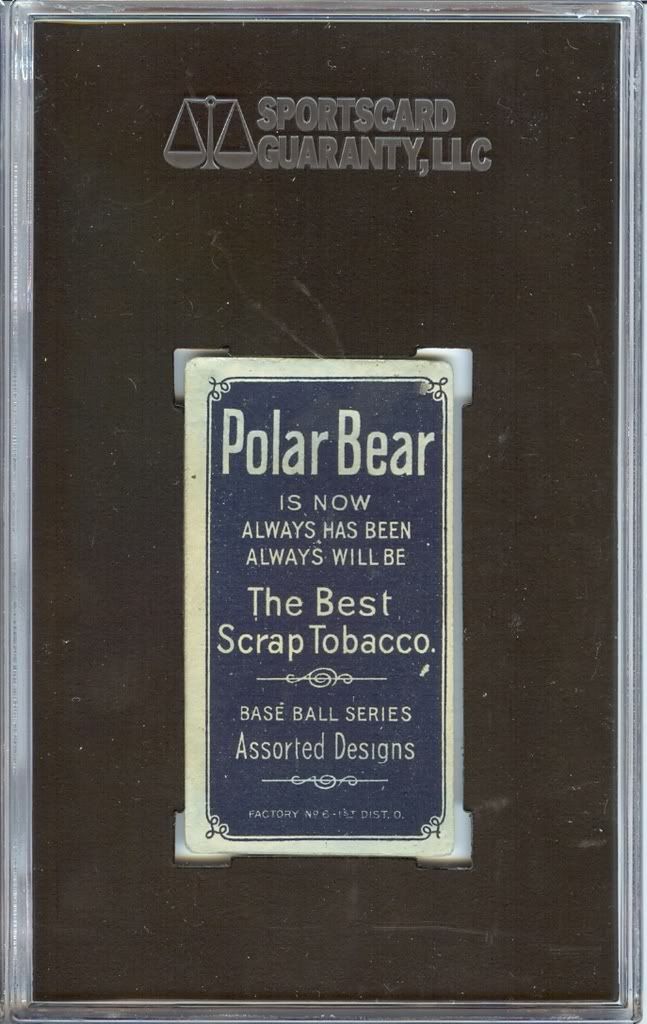 SPORTSCARD
GUARANTY, LLC
Polar Bear
IS NOW
ALWAYS HAS BEEN
ALWAYS WILL BE
The Best
Scrap Tobacco.
BASE BALL SERIES
Assorted Designs
FACTORY Nº 6-1ST DIST. O.